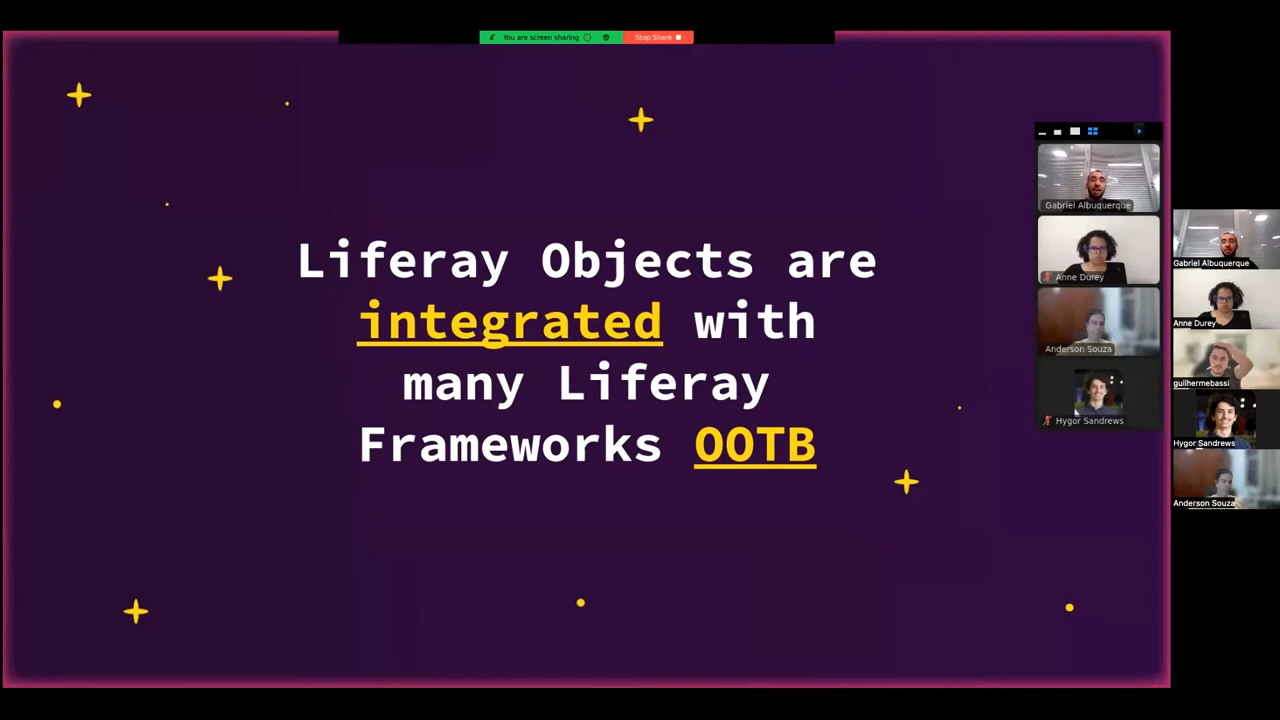 You are screen sharing
Stop Share
Liferay Objects are
integrated with
many Liferay
Frameworks OOTB
Gabriel Albuquerque
Anne Durey
Anderson Souza
Hygor Sandrews
Gabriel Albuquerque
Anne Durey
guilhermebassi
Hygor Sandrews
Anderson Souza